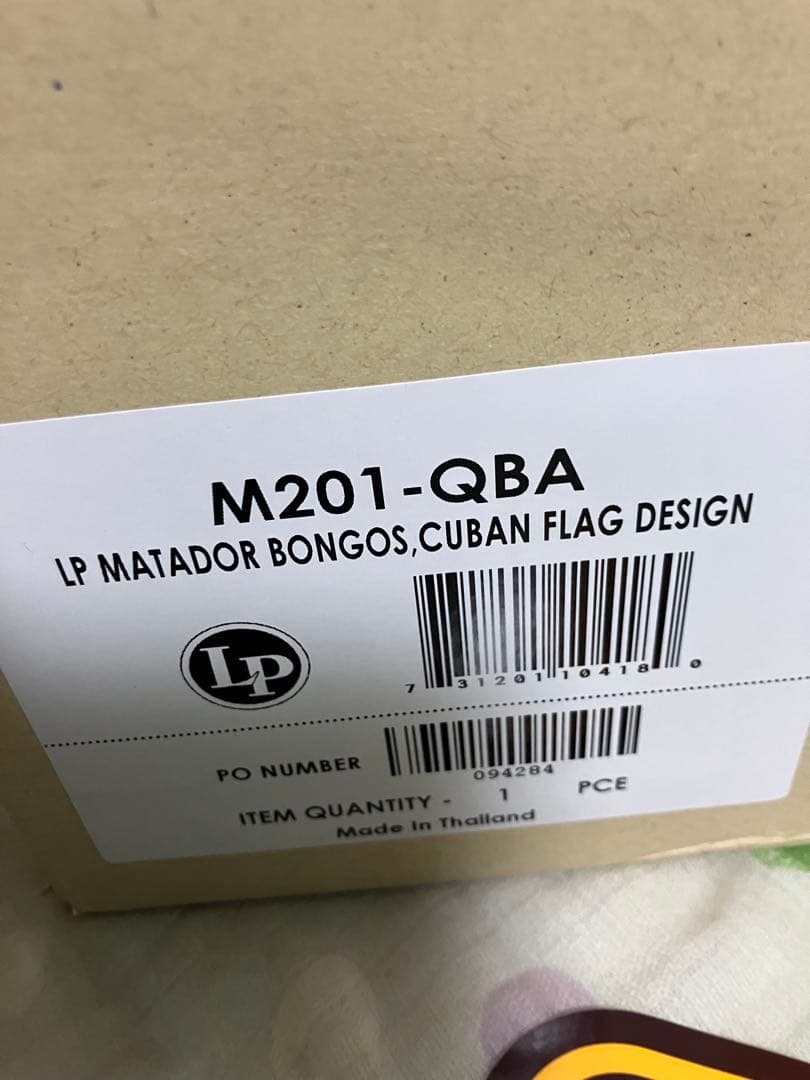 M201-QBA
LP MATADOR BONGOS,CUBAN FLAG DESIGN
LP
7 31201 10418 0
PO NUMBER
094284
ITEM QUANTITY - 1 PCE
Made In Thailand